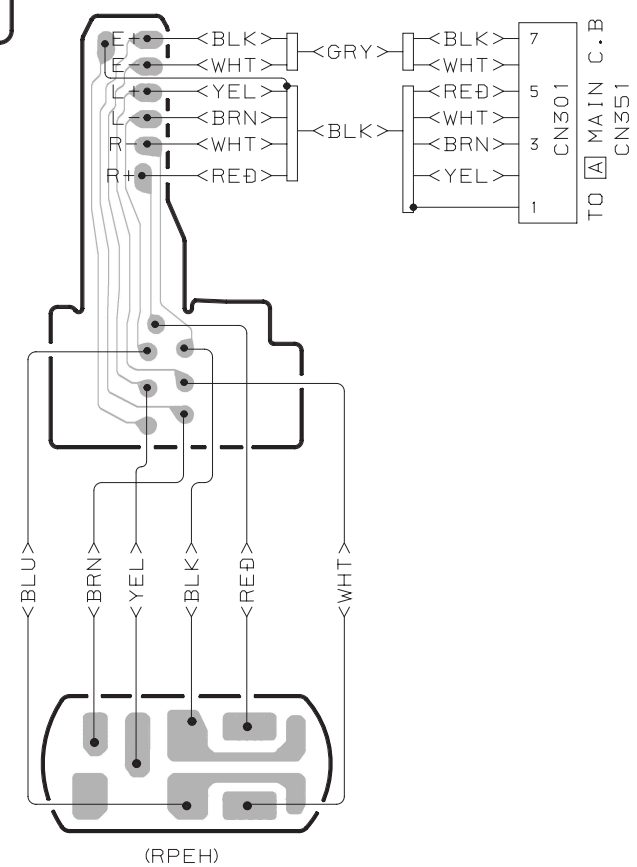 E+ <BLK> <GRY> <BLK> 7
E- <WHT> <WHT>
L+ <YEL> <RED> 5
L- <BRN> <BLK> <WHT>
R- <WHT> <BRN> 3
R+ <RED> <YEL>
1
CN301
TO A MAIN C.B
CN351
<BLU>
<BRN>
<YEL>
<BLK>
<RED>
<WHT>
(RPEH)